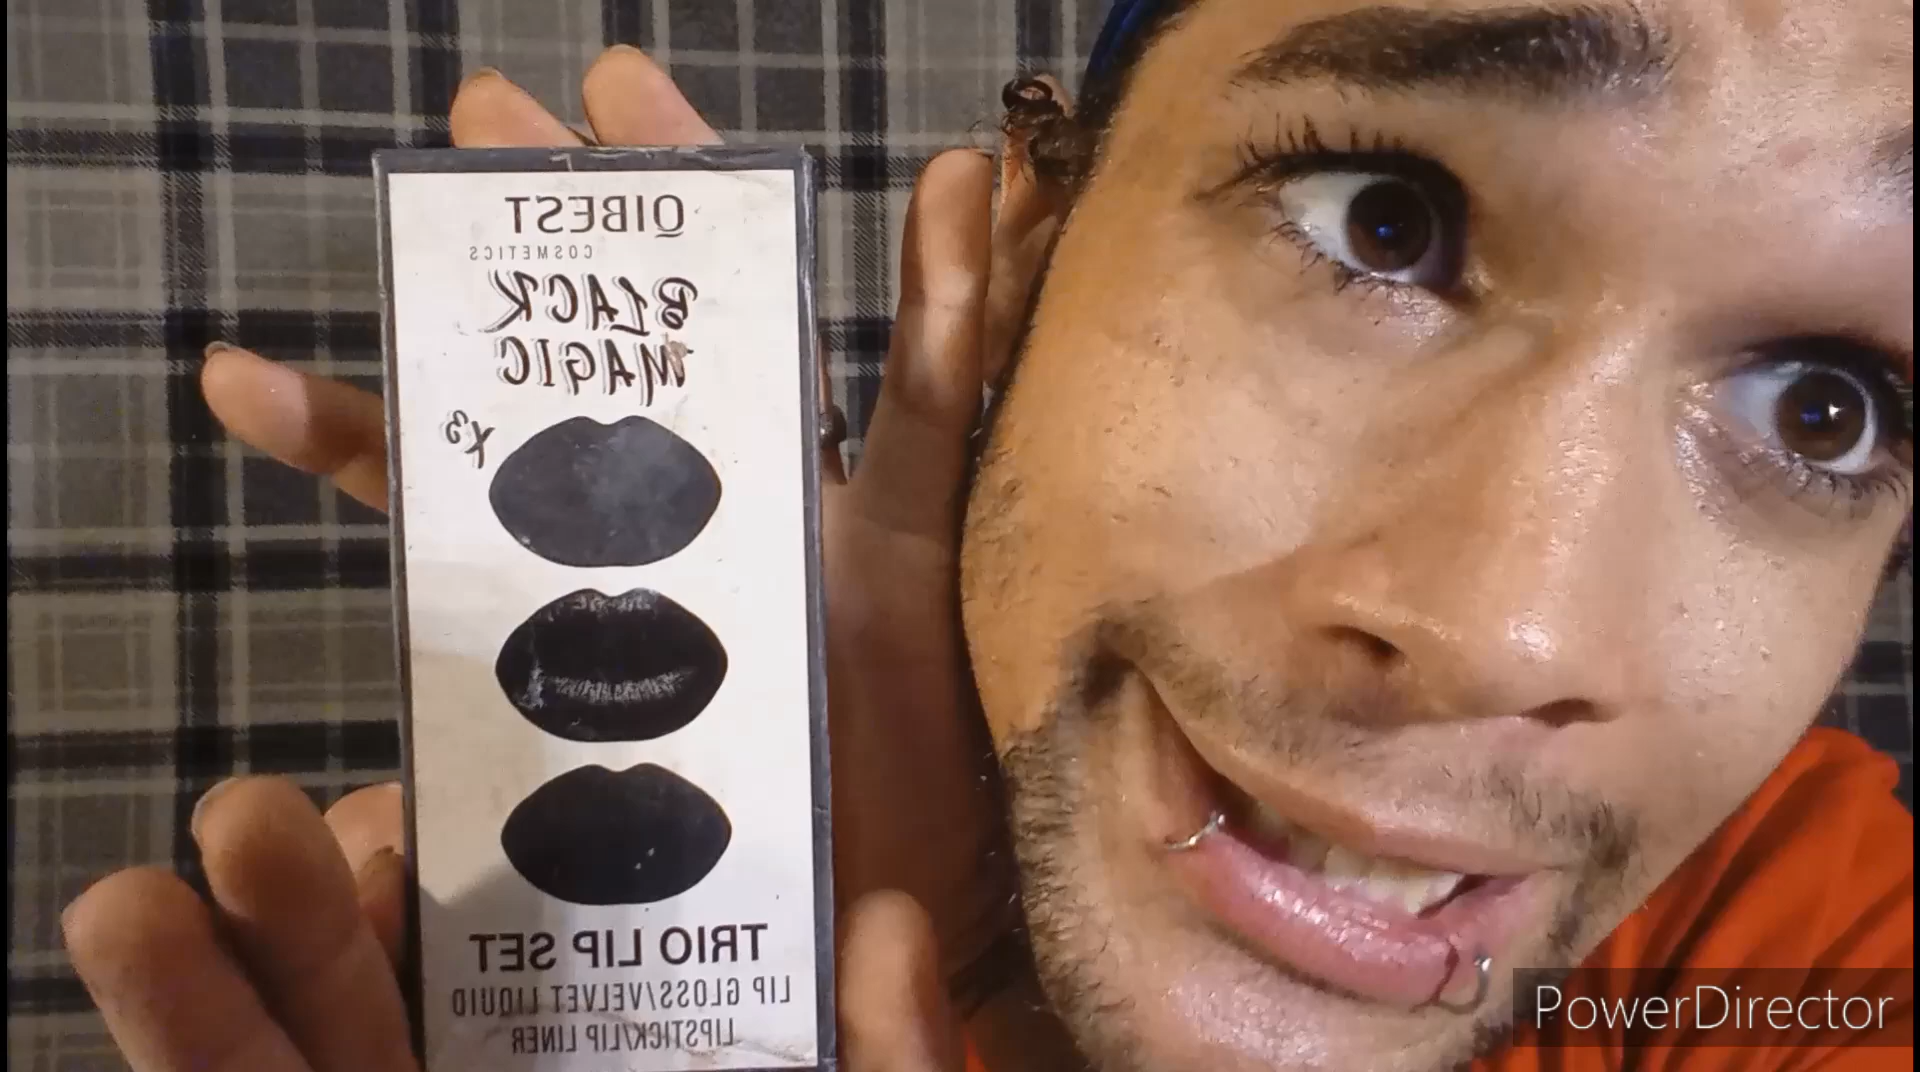 QIBEST
COSMETICS
BLACK
MAGIC
X3
TRIO LIP SET
LIP GLOSS/VELVET LIQUID
LIPSTICK/LIP LINER
PowerDirector